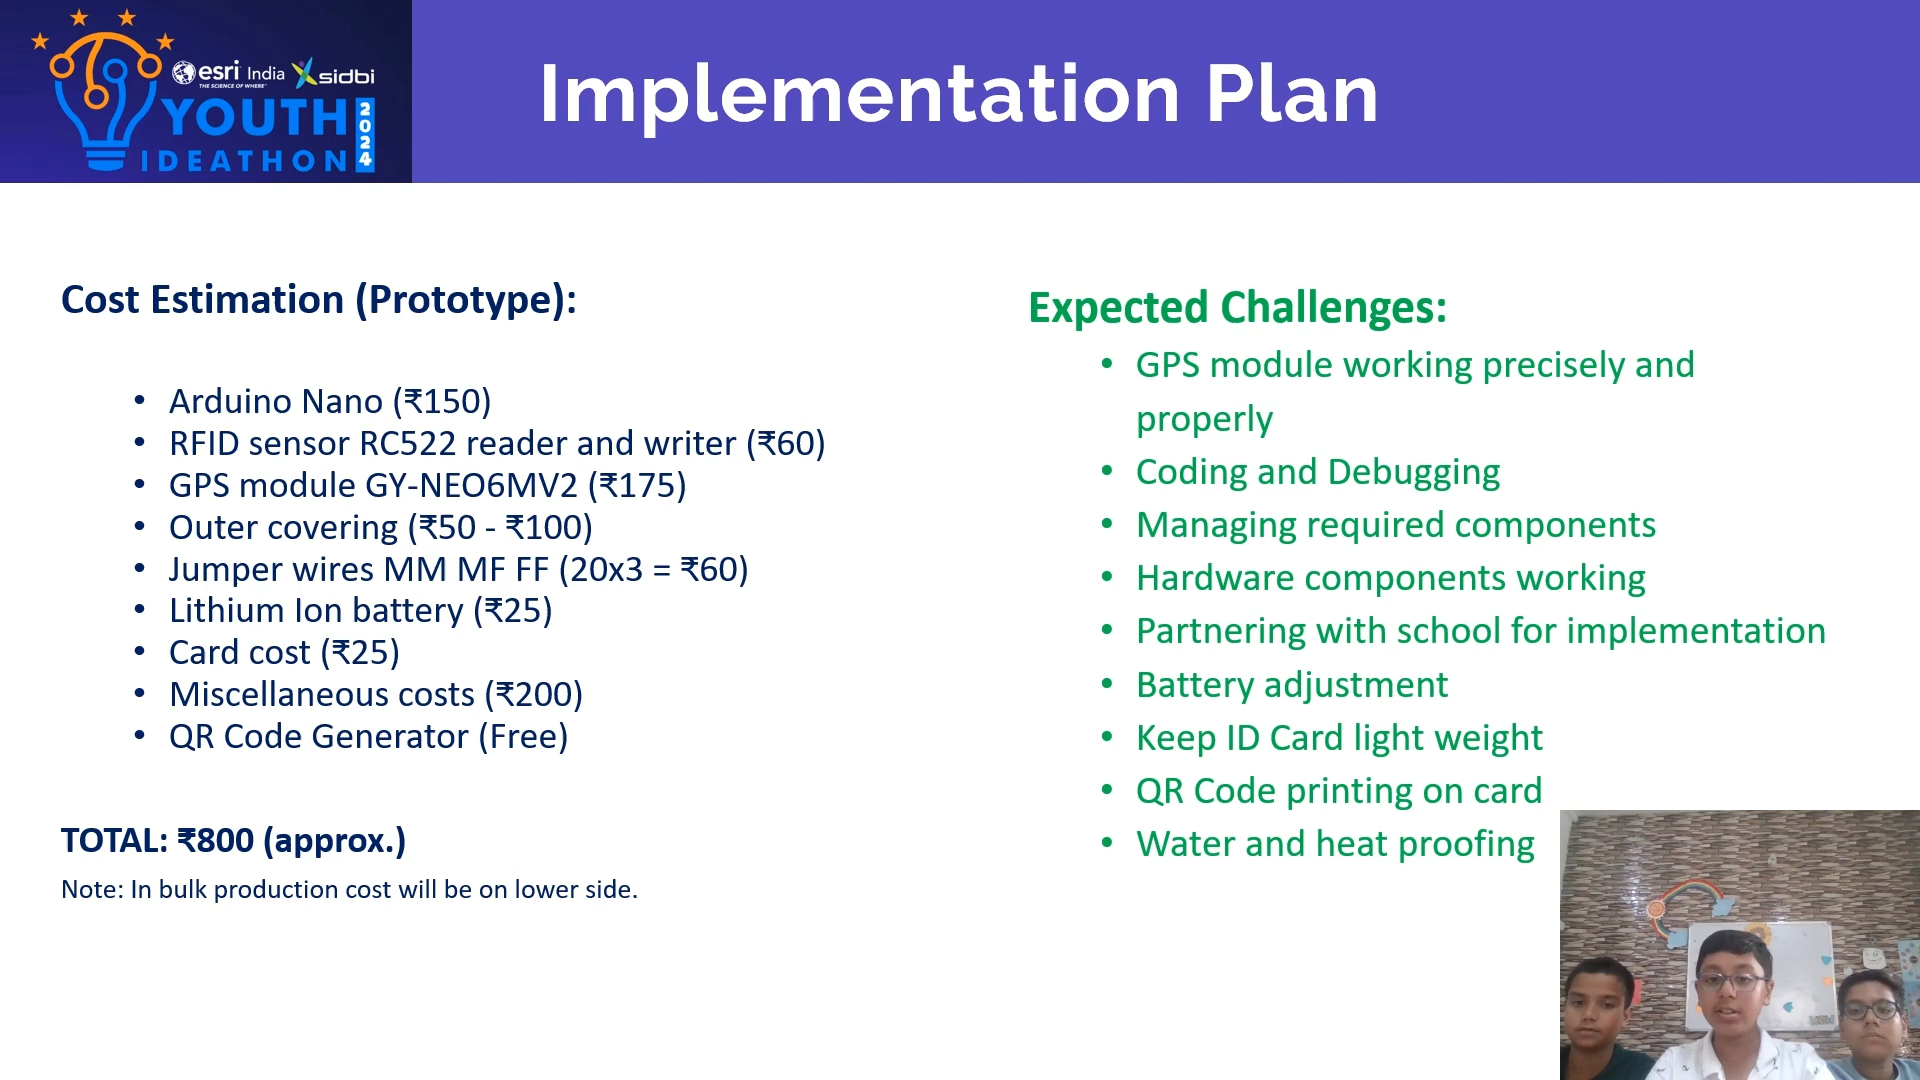 esri India
THE SCIENCE OF WHERE
sidbi
YOUTH
IDEATHON
2024
Implementation Plan
Cost Estimation (Prototype):
• Arduino Nano (₹150)
• RFID sensor RC522 reader and writer (₹60)
• GPS module GY-NEO6MV2 (₹175)
• Outer covering (₹50 - ₹100)
• Jumper wires MM MF FF (20x3 = ₹60)
• Lithium Ion battery (₹25)
• Card cost (₹25)
• Miscellaneous costs (₹200)
• QR Code Generator (Free)
TOTAL: ₹800 (approx.)
Note: In bulk production cost will be on lower side.
Expected Challenges:
• GPS module working precisely and
properly
• Coding and Debugging
• Managing required components
• Hardware components working
• Partnering with school for implementation
• Battery adjustment
• Keep ID Card light weight
• QR Code printing on card
• Water and heat proofing